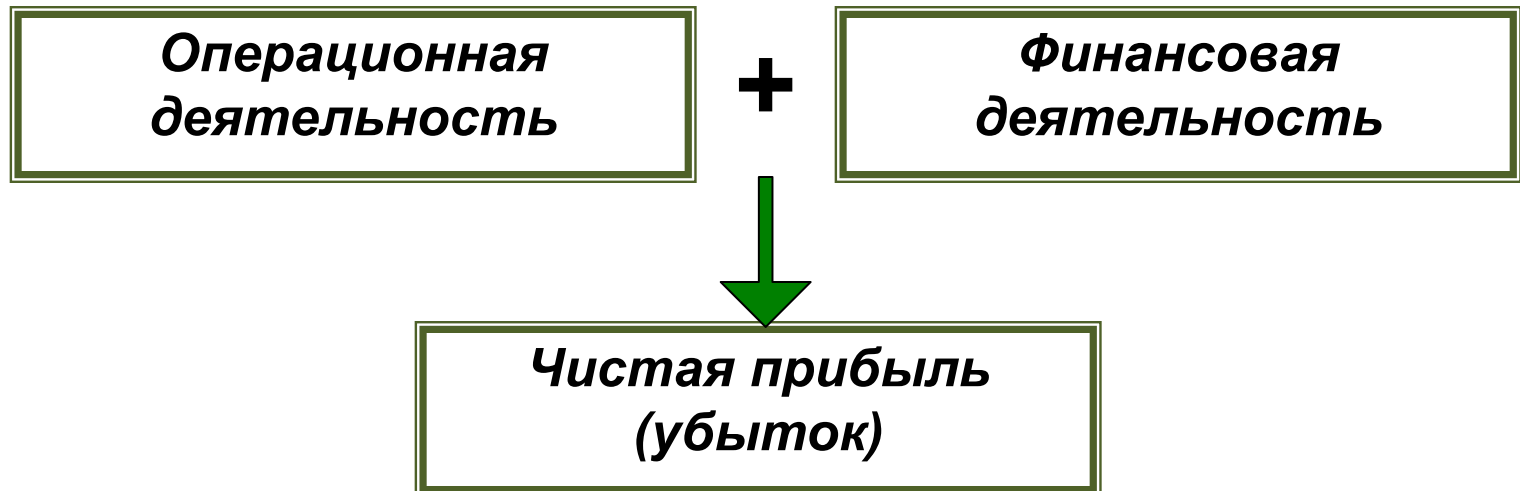 Операционная
деятельность
+
Финансовая
деятельность
Чистая прибыль
(убыток)